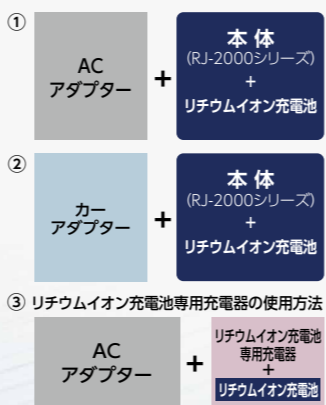 ①
AC
アダプター
+
本体
(RJ-2000シリーズ)
+
リチウムイオン充電池
②
カー
アダプター
+
本体
(RJ-2000シリーズ)
+
リチウムイオン充電池
③ リチウムイオン充電池専用充電器の使用方法
AC
アダプター
+
リチウムイオン充電池
専用充電器
+
リチウムイオン充電池